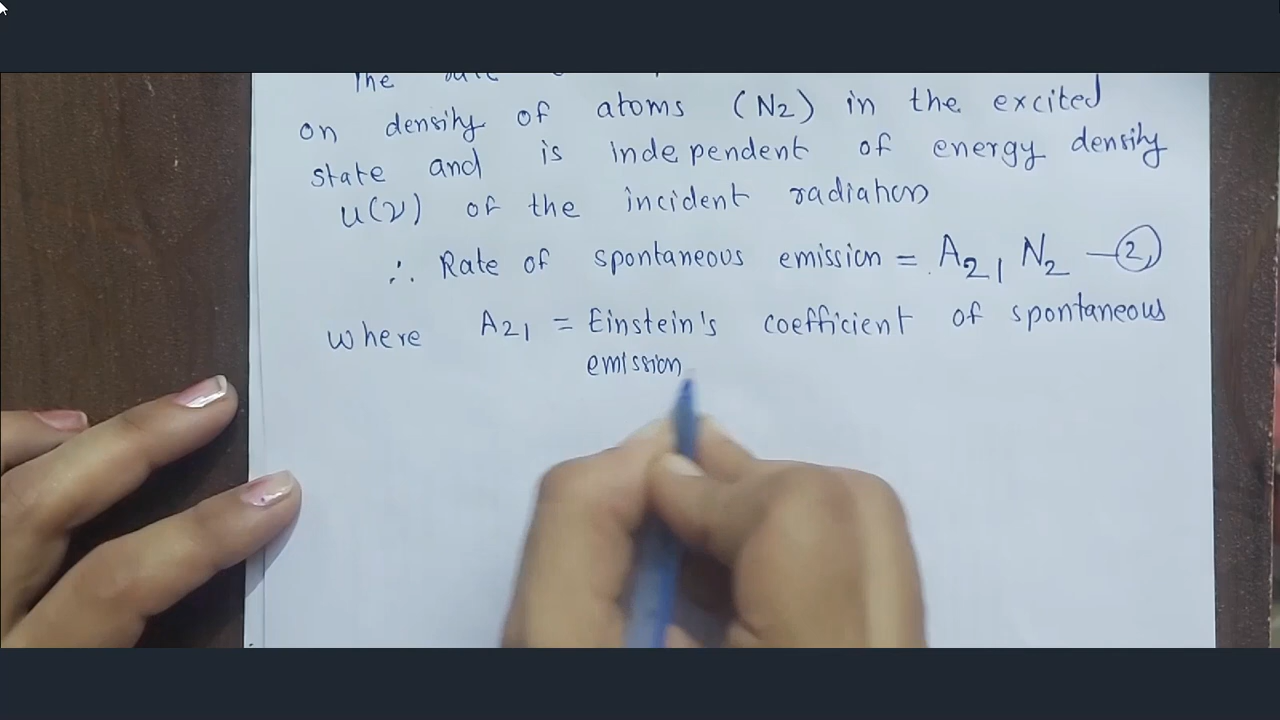 The
on density of atoms (N2) in the excited
state and is independent of energy density
u(ν) of the incident radiation
∴ Rate of spontaneous emission = A21 N2 — 2
where A21 = Einstein's coefficient of spontaneous
emission